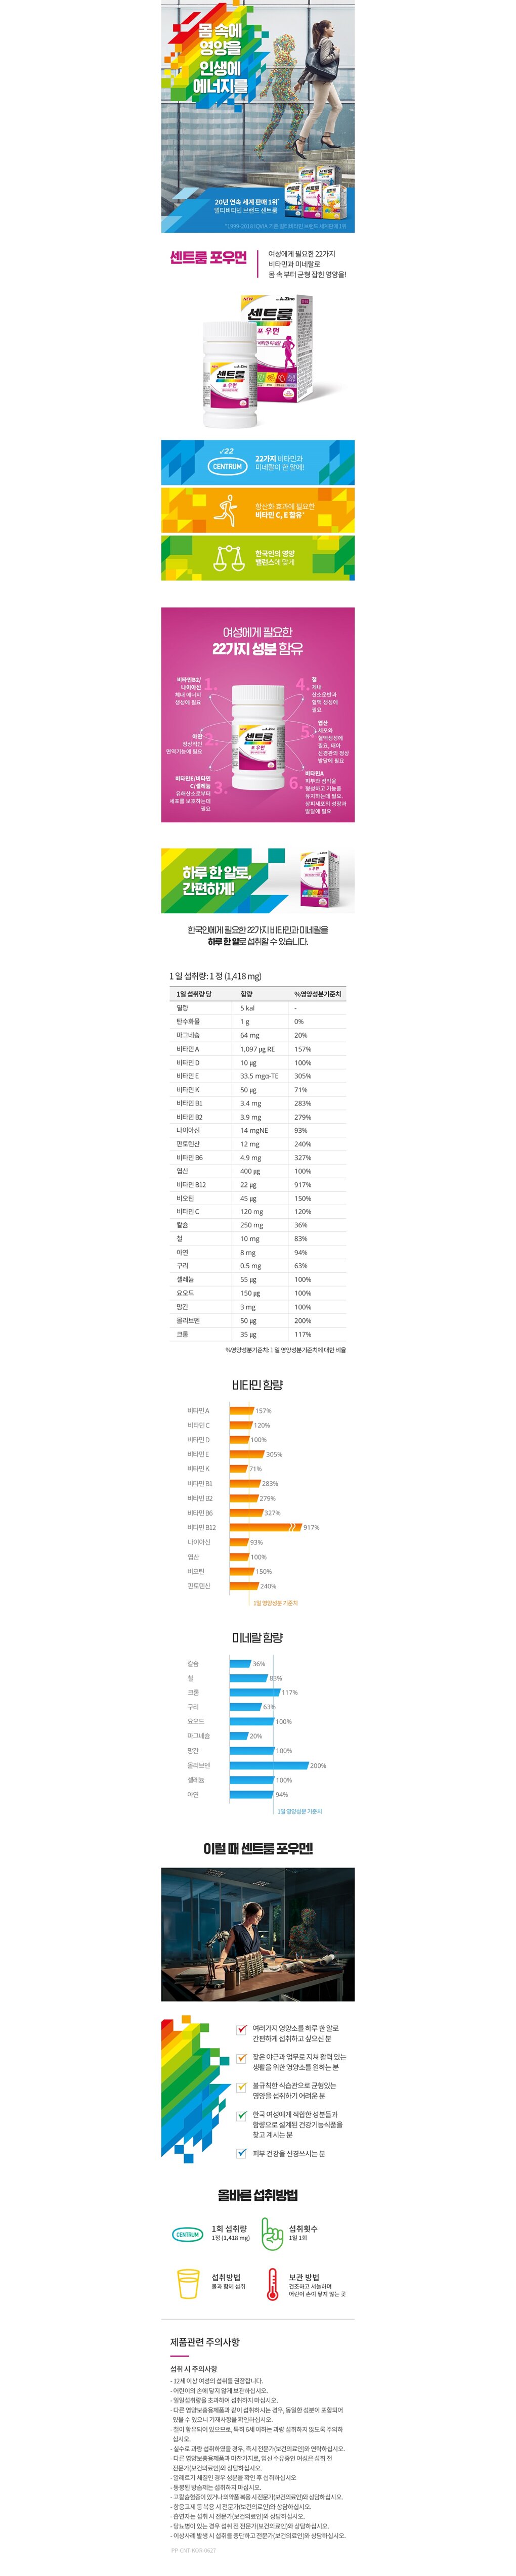 몸 속에
영양을
인생에
에너지를
20년 연속 세계 판매 1위*
멀티비타민 브랜드 센트룸
*1999-2018 IQVIA 기준 멀티비타민 브랜드 세계판매 1위
센트룸 포우먼
여성에게 필요한 22가지
비타민과 미네랄로
몸 속 부터 균형 잡힌 영양을!
NEW
센트룸
포 우먼
센트룸
포 우먼
✓22
CENTRUM
22가지 비타민과
미네랄이 한 알에!
항산화 효과에 필요한
비타민 C, E 함유*
한국인의 영양
밸런스에 맞게
여성에게 필요한
22가지 성분 함유
비타민B2/
나이아신
체내 에너지
생성에 필요
1.
아연
정상적인
면역기능에 필요
2.
비타민E/비타민
C/셀레늄
유해산소로부터
세포를 보호하는데
필요
3.
4.
철
체내
산소운반과
혈액 생성에
필요
5.
엽산
세포와
혈액생성에
필요, 태아
신경관의 정상
발달에 필요
6.
비타민A
피부와 점막을
형성하고 기능을
유지하는데 필요.
상피세포의 성장과
발달에 필요
센트룸
포 우먼
하루 한 알로,
간편하게!
센트룸
한국인에게 필요한 22가지 비타민과 미네랄을
하루 한 알로 섭취할 수 있습니다.
1 일 섭취량: 1 정 (1,418 mg)
1일 섭취량 당 함량 %영양성분기준치
열량 5 kal -
탄수화물 1 g 0%
마그네슘 64 mg 20%
비타민 A 1,097 ㎍ RE 157%
비타민 D 10 ㎍ 100%
비타민 E 33.5 mgα-TE 305%
비타민 K 50 ㎍ 71%
비타민 B1 3.4 mg 283%
비타민 B2 3.9 mg 279%
나이아신 14 mgNE 93%
판토텐산 12 mg 240%
비타민 B6 4.9 mg 327%
엽산 400 ㎍ 100%
비타민 B12 22 ㎍ 917%
비오틴 45 ㎍ 150%
비타민 C 120 mg 120%
칼슘 250 mg 36%
철 10 mg 83%
아연 8 mg 94%
구리 0.5 mg 63%
셀레늄 55 ㎍ 100%
요오드 150 ㎍ 100%
망간 3 mg 100%
몰리브덴 50 ㎍ 200%
크롬 35 ㎍ 117%
%영양성분기준치: 1 일 영양성분기준치에 대한 비율
비타민 함량
비타민 A 157%
비타민 C 120%
비타민 D 100%
비타민 E 305%
비타민 K 71%
비타민 B1 283%
비타민 B2 279%
비타민 B6 327%
비타민 B12 917%
나이아신 93%
엽산 100%
비오틴 150%
판토텐산 240%
1일 영양성분 기준치
미네랄 함량
칼슘 36%
철 83%
크롬 117%
구리 63%
요오드 100%
마그네슘 20%
망간 100%
몰리브덴 200%
셀레늄 100%
아연 94%
1일 영양성분 기준치
이럴 때 센트룸 포우먼!
여러가지 영양소를 하루 한 알로
간편하게 섭취하고 싶으신 분
잦은 야근과 업무로 지쳐 활력 있는
생활을 위한 영양소를 원하는 분
불규칙한 식습관으로 균형있는
영양을 섭취하기 어려운 분
한국 여성에게 적합한 성분들과
함량으로 설계된 건강기능식품을
찾고 계시는 분
피부 건강을 신경쓰시는 분
올바른 섭취방법
CENTRUM
1회 섭취량
1정 (1,418 mg)
섭취횟수
1일 1회
섭취방법
물과 함께 섭취
보관 방법
건조하고 서늘하며
어린이 손이 닿지 않는 곳
제품관련 주의사항
섭취 시 주의사항
- 12세 이상 여성의 섭취를 권장합니다.
- 어린이의 손에 닿지 않게 보관하십시오.
- 일일섭취량을 초과하여 섭취하지 마십시오.
- 다른 영양보충용제품과 같이 섭취하시는 경우, 동일한 성분이 포함되어
있을 수 있으니 기재사항을 확인하십시오.
- 철이 함유되어 있으므로, 특히 6세 이하는 과량 섭취하지 않도록 주의하
십시오.
- 실수로 과량 섭취하였을 경우, 즉시 전문가(보건의료인)와 연락하십시오.
- 다른 영양보충용제품과 마찬가지로, 임신 수유중인 여성은 섭취 전
전문가(보건의료인)와 상담하십시오.
- 알레르기 체질인 경우 성분을 확인 후 섭취하십시오
- 동봉된 방습제는 섭취하지 마십시오.
- 고칼슘혈증이 있거나 의약품 복용 시 전문가(보건의료인)와 상담하십시오.
- 항응고제 등 복용 시 전문가(보건의료인)와 상담하십시오.
- 흡연자는 섭취 시 전문가(보건의료인)와 상담하십시오.
- 당뇨병이 있는 경우 섭취 전 전문가(보건의료인)와 상담하십시오.
- 이상사례 발생 시 섭취를 중단하고 전문가(보건의료인)와 상담하십시오.
PP-CNT-KOR-0627